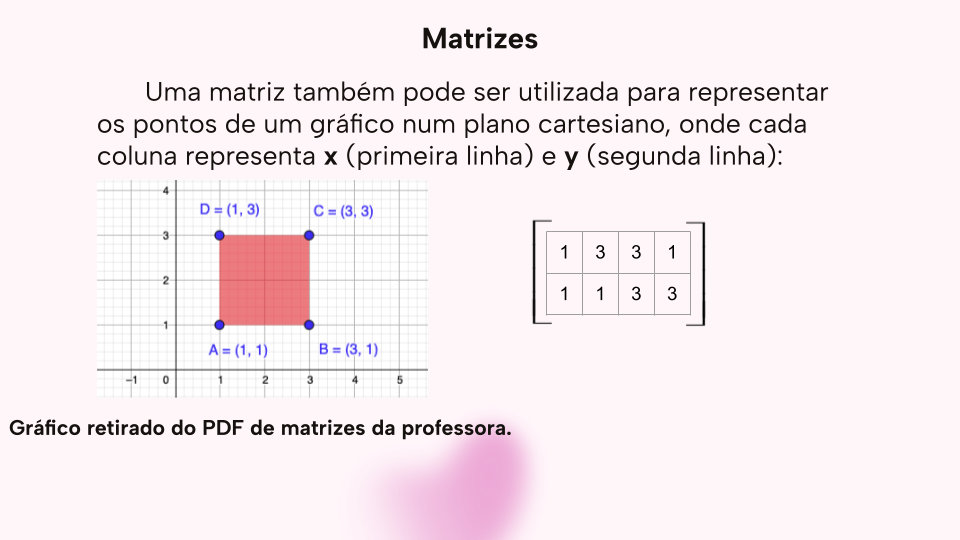 Matrizes
Uma matriz também pode ser utilizada para representar
os pontos de um gráfico num plano cartesiano, onde cada
coluna representa x (primeira linha) e y (segunda linha):
4
D = (1, 3) C = (3, 3)
3
2
1
A = (1, 1) B = (3, 1)
−1 0 1 2 3 4 5
1 3 3 1
1 1 3 3
Gráfico retirado do PDF de matrizes da professora.